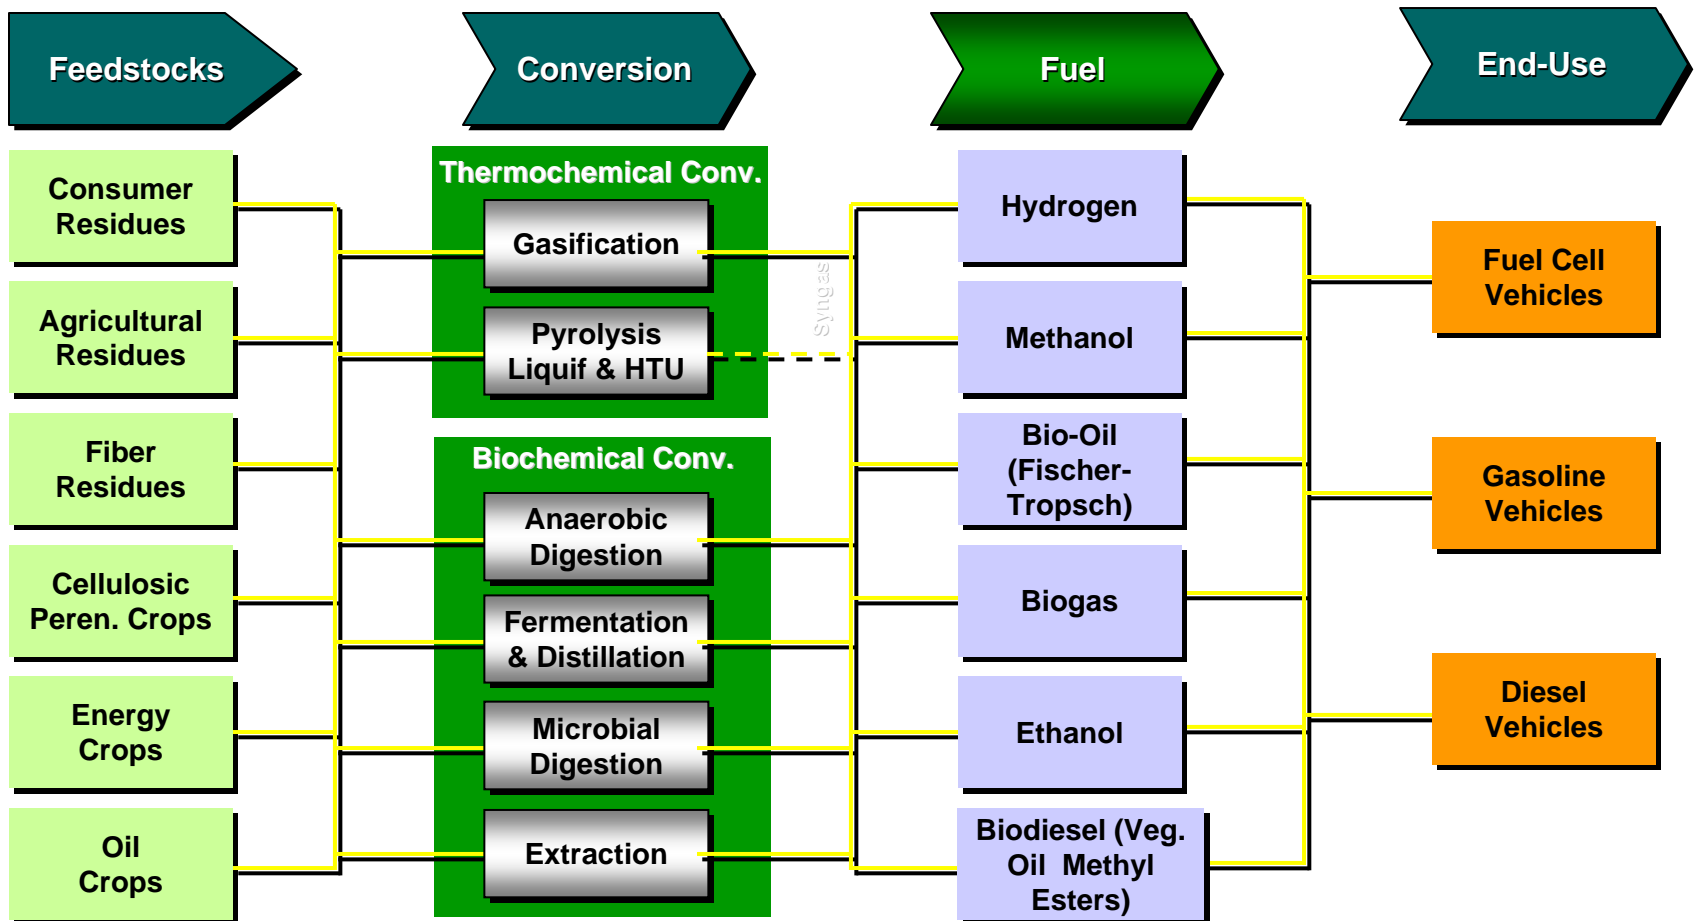 Feedstocks
Conversion
Fuel
End-Use
Consumer
Residues
Agricultural
Residues
Fiber
Residues
Cellulosic
Peren. Crops
Energy
Crops
Oil
Crops
Thermochemical Conv.
Gasification
Pyrolysis
Liquif & HTU
Syngas
Biochemical Conv.
Anaerobic
Digestion
Fermentation
& Distillation
Microbial
Digestion
Extraction
Hydrogen
Methanol
Bio-Oil
(Fischer-
Tropsch)
Biogas
Ethanol
Biodiesel (Veg.
Oil Methyl
Esters)
Fuel Cell
Vehicles
Gasoline
Vehicles
Diesel
Vehicles